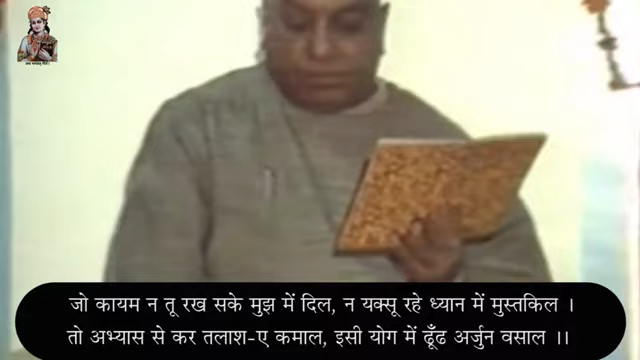 जो कायम न तू रख सके मुझ में दिल, न यक्सू रहे ध्यान में मुस्तकिल ।
तो अभ्यास से कर तलाश-ए कमाल, इसी योग में ढूँढ अर्जुन वसाल ।।